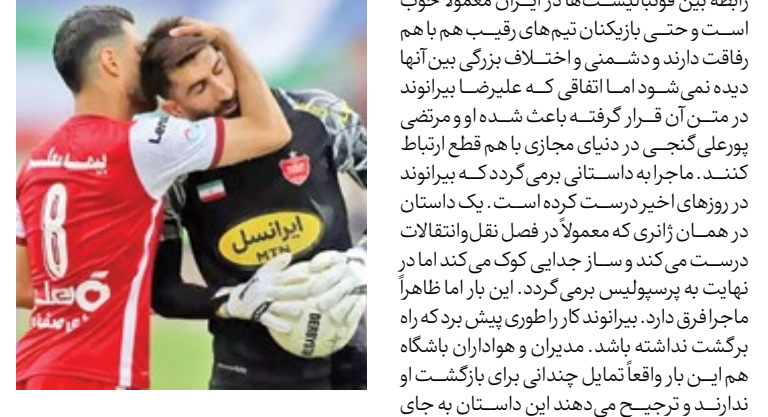 رابطه بین فوتبالیست‌ها در ایران معمولا خوب
است و حتی بازیکنان تیم‌های رقیب هم با هم
رفاقت دارند و دشمنی و اختلاف بزرگی بین آنها
دیده نمی‌شود اما اتفاقی که علیرضا بیرانوند
در متن آن قرار گرفته باعث شده او و مرتضی
پورعلی‌گنجی در دنیای مجازی با هم قطع ارتباط
کنند. ماجرا به داستانی برمی‌گردد که بیرانوند
در روزهای اخیر درست کرده است. یک داستان
در همان ژانری که معمولاً در فصل نقل‌وانتقالات
درست می‌کند و ساز جدایی کوک می‌کند اما در
نهایت به پرسپولیس برمی‌گردد. این بار اما ظاهراً
ماجرا فرق دارد. بیرانوند کار را طوری پیش برد که راه
برگشت نداشته باشد. مدیران و هواداران باشگاه
هم این بار واقعاً تمایل چندانی برای بازگشت او
ندارند و ترجیح می‌دهند این داستان به جای
بیمه
8
ایرانسل
MTN
DERBYSTAR